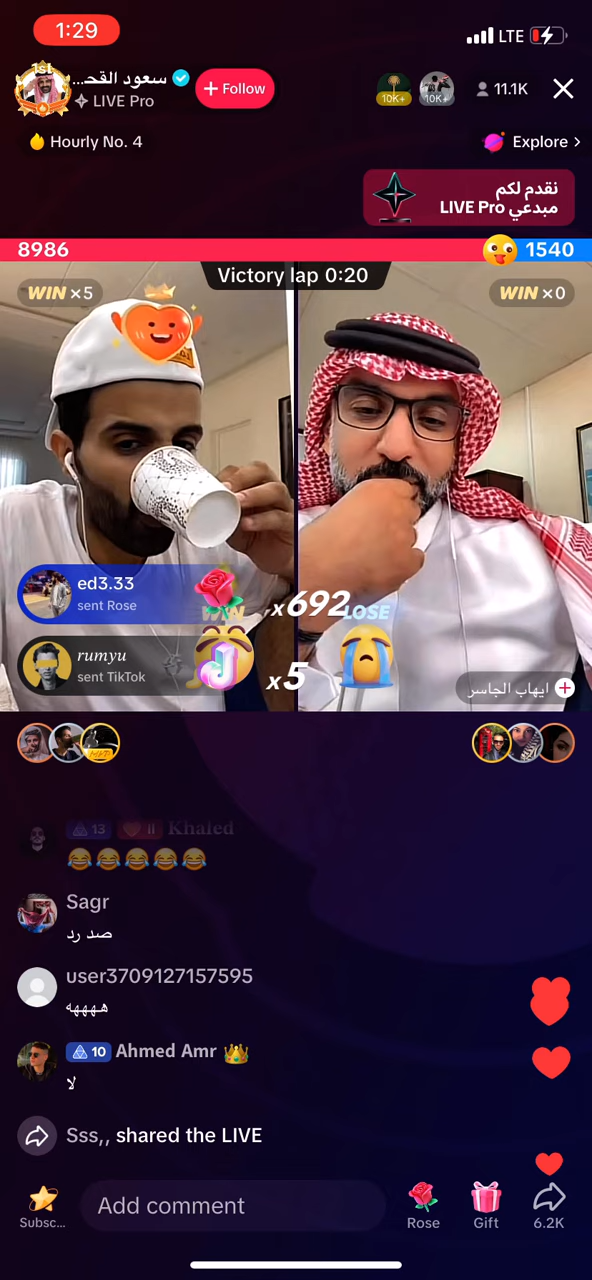 1:29
LTE
سعود القحـ...
LIVE Pro
+ Follow
10K+
10K+
11.1K
Hourly No. 4
Explore >
نقدم لكم
مبدعي LIVE Pro
8986
1540
Victory lap 0:20
WIN ×5
WIN ×0
ed3.33
sent Rose
x692
WIN
LOSE
rumyu
sent TikTok
x5
ايهاب الجاسر
13
II
Khaled
😂😂😂😂😂
Sagr
صد رد
user3709127157595
هـهههه
10
Ahmed Amr 👑
لا
Sss,, shared the LIVE
Subsc...
Add comment
Rose
Gift
6.2K